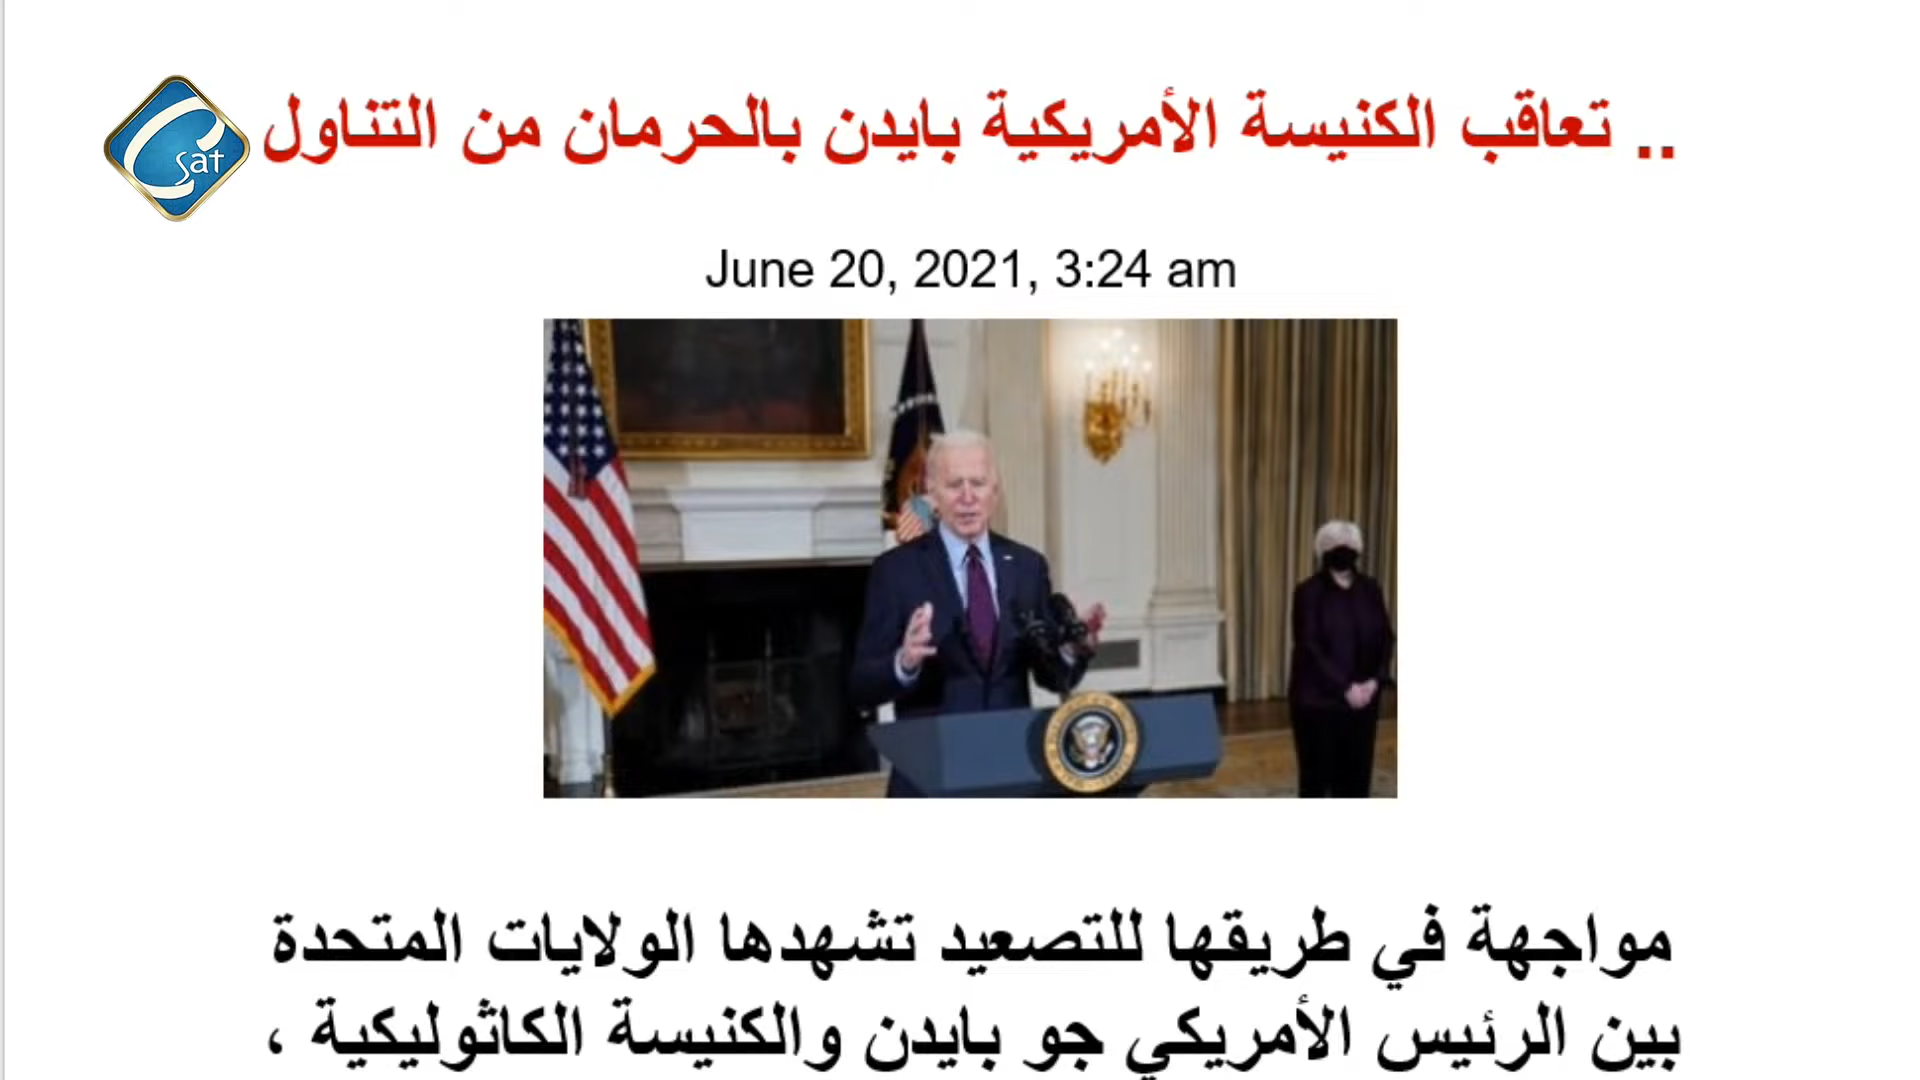 .. تعاقب الكنيسة الأمريكية بايدن بالحرمان من التناول
Csat
June 20, 2021, 3:24 am
مواجهة في طريقها للتصعيد تشهدها الولايات المتحدة
بين الرئيس الأمريكي جو بايدن والكنيسة الكاثوليكية ،